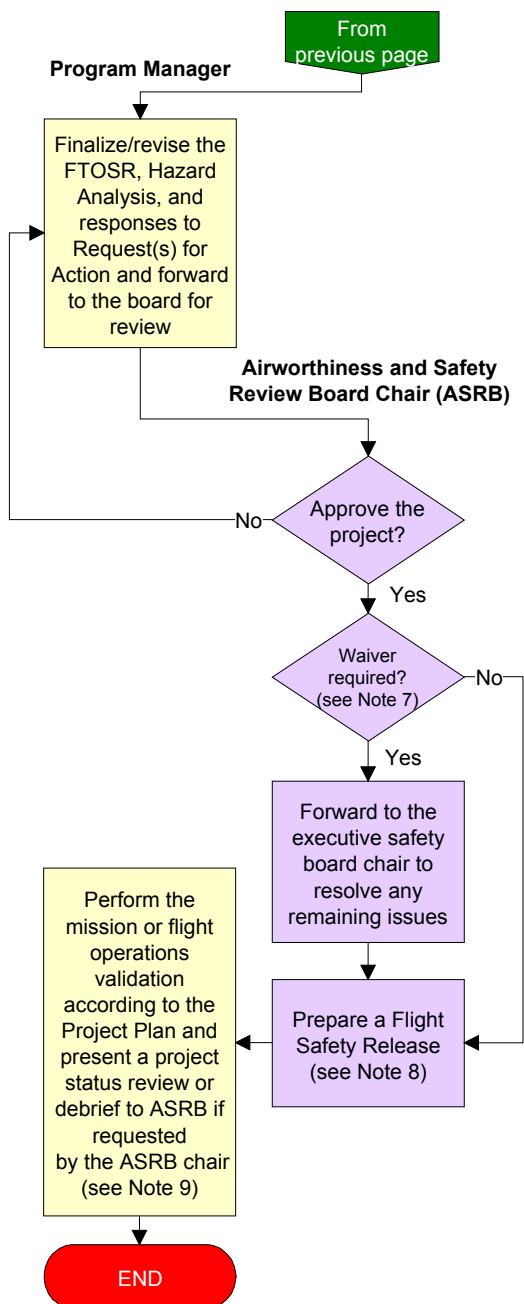 From
previous page
Program Manager
Finalize/revise the
FTOSR, Hazard
Analysis, and
responses to
Request(s) for
Action and forward
to the board for
review
Airworthiness and Safety
Review Board Chair (ASRB)
Approve the
project?
No
Yes
Waiver
required?
(see Note 7)
No
Yes
Forward to the
executive safety
board chair to
resolve any
remaining issues
Prepare a Flight
Safety Release
(see Note 8)
Perform the
mission or flight
operations
validation
according to the
Project Plan and
present a project
status review or
debrief to ASRB if
requested
by the ASRB chair
(see Note 9)
END